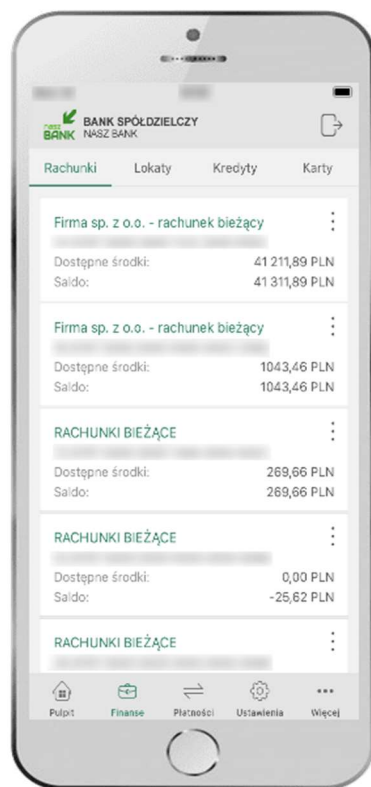 nasz
BANK
BANK SPÓŁDZIELCZY
NASZ BANK
Rachunki Lokaty Kredyty Karty
Firma sp. z o.o. - rachunek bieżący
Dostępne środki: 41 211,89 PLN
Saldo: 41 311,89 PLN
Firma sp. z o.o. - rachunek bieżący
Dostępne środki: 1043,46 PLN
Saldo: 1043,46 PLN
RACHUNKI BIEŻĄCE
Dostępne środki: 269,66 PLN
Saldo: 269,66 PLN
RACHUNKI BIEŻĄCE
Dostępne środki: 0,00 PLN
Saldo: -25,62 PLN
RACHUNKI BIEŻĄCE
Pulpit Finanse Płatności Ustawienia Więcej